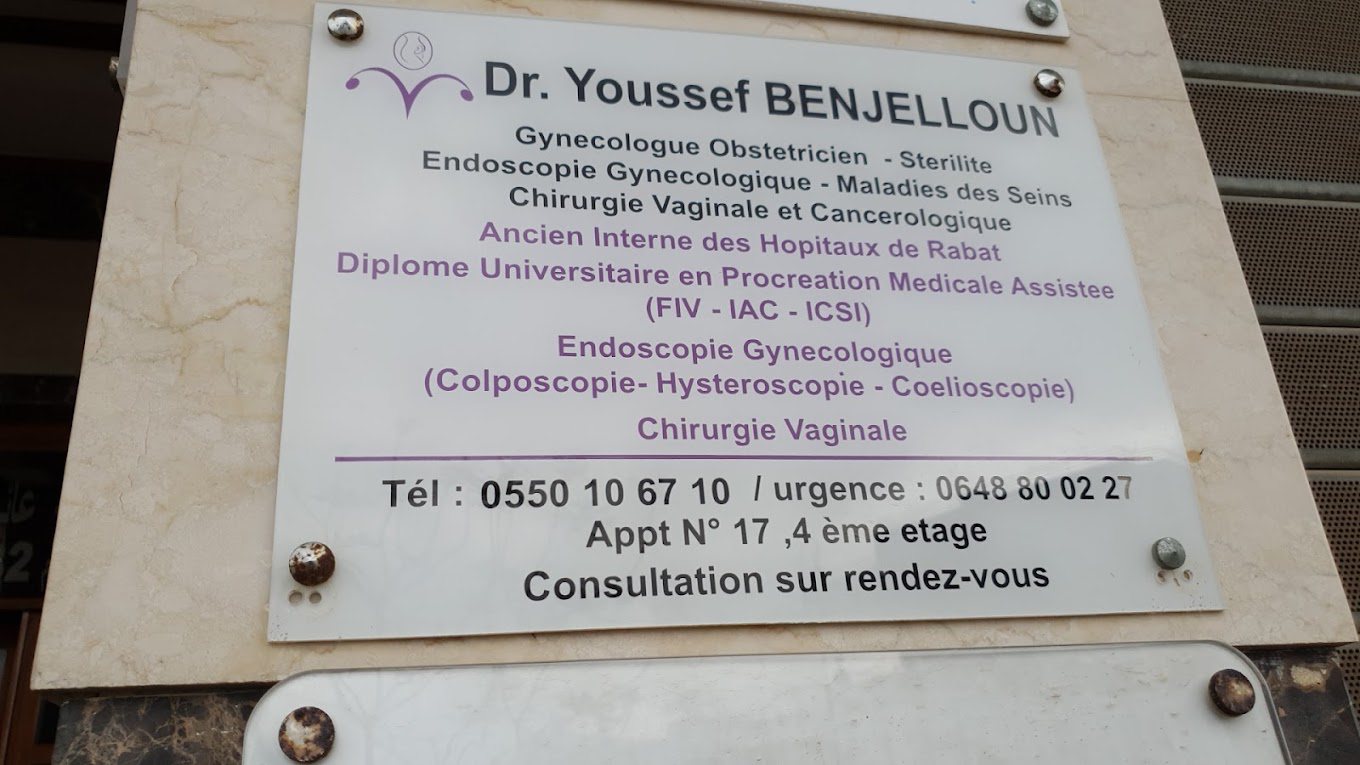 Dr. Youssef BENJELLOUN
Gynecologue Obstetricien - Sterilite
Endoscopie Gynecologique - Maladies des Seins
Chirurgie Vaginale et Cancerologique
Ancien Interne des Hopitaux de Rabat
Diplome Universitaire en Procreation Medicale Assistee
(FIV - IAC - ICSI)
Endoscopie Gynecologique
(Colposcopie- Hysteroscopie - Coelioscopie)
Chirurgie Vaginale
Tél : 0550 10 67 10 / urgence : 0648 80 02 27
Appt N° 17 ,4 ème etage
Consultation sur rendez-vous